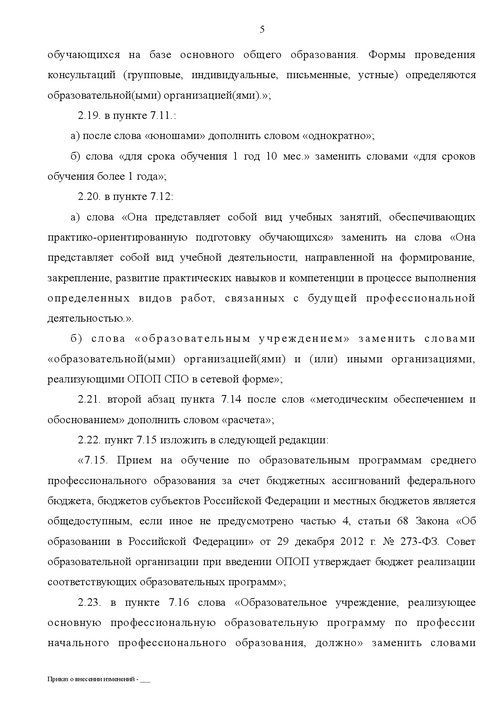 5
обучающихся на базе основного общего образования. Формы проведения
консультаций (групповые, индивидуальные, письменные, устные) определяются
образовательной(ыми) организацией(ями).»;
2.19. в пункте 7.11.:
а) после слова «юношами» дополнить словом «однократно»;
б) слова «для срока обучения 1 год 10 мес.» заменить словами «для сроков
обучения более 1 года»;
2.20. в пункте 7.12:
а) слова «Она представляет собой вид учебных занятий, обеспечивающих
практико-ориентированную подготовку обучающихся» заменить на слова «Она
представляет собой вид учебной деятельности, направленной на формирование,
закрепление, развитие практических навыков и компетенции в процессе выполнения
определенных видов работ, связанных с будущей профессиональной
деятельностью.».
б) слова «образовательным учреждением» заменить словами
«образовательной(ыми) организацией(ями) и (или) иными организациями,
реализующими ОПОП СПО в сетевой форме»;
2.21. второй абзац пункта 7.14 после слов «методическим обеспечением и
обоснованием» дополнить словом «расчета»;
2.22. пункт 7.15 изложить в следующей редакции:
«7.15. Прием на обучение по образовательным программам среднего
профессионального образования за счет бюджетных ассигнований федерального
бюджета, бюджетов субъектов Российской Федерации и местных бюджетов является
общедоступным, если иное не предусмотрено частью 4, статьи 68 Закона «Об
образовании в Российской Федерации» от 29 декабря 2012 г. № 273-ФЗ. Совет
образовательной организации при введении ОПОП утверждает бюджет реализации
соответствующих образовательных программ»;
2.23. в пункте 7.16 слова «Образовательное учреждение, реализующее
основную профессиональную образовательную программу по профессии
начального профессионального образования, должно» заменить словами
Приказ о внесении изменений - ___